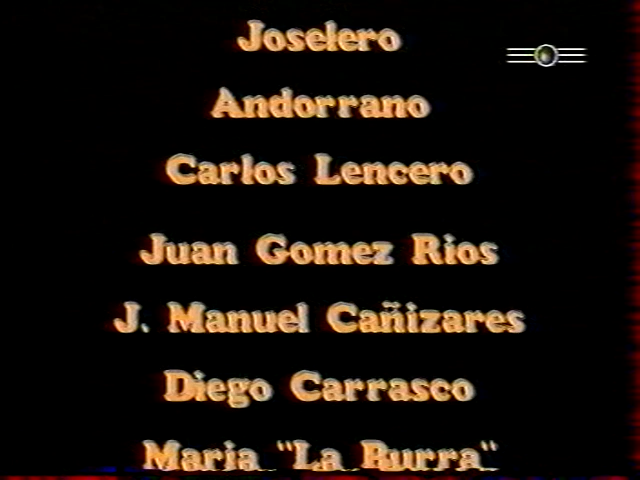 Joselero
Andorrano
Carlos Lencero
Juan Gomez Rios
J. Manuel Cañizares
Diego Carrasco
Maria "La Burra"